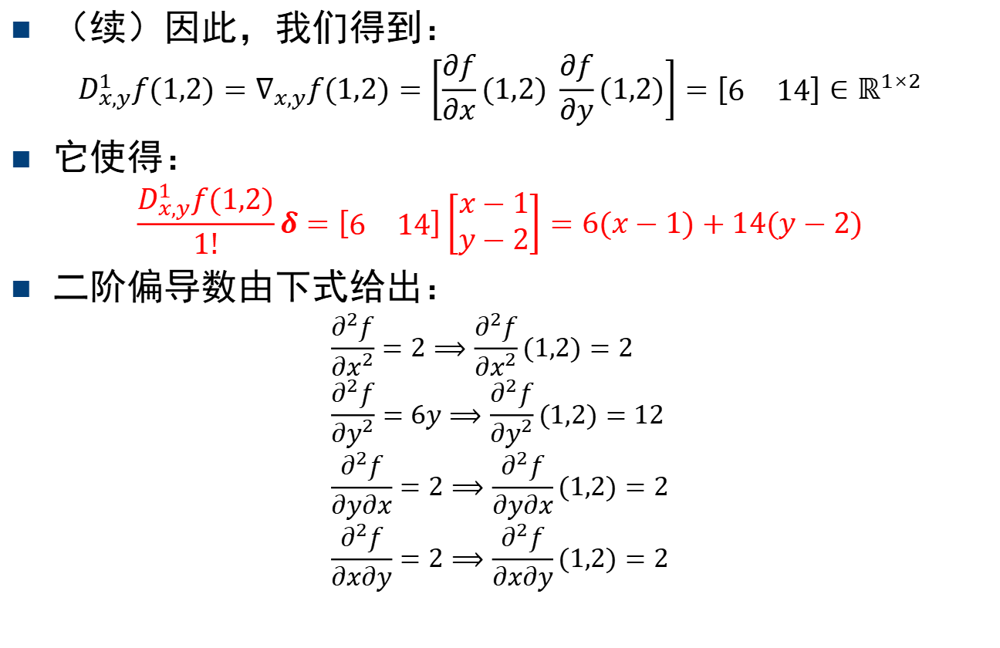 ■ （续）因此，我们得到：
$D^1_{x,y}f(1,2) = \nabla_{x,y}f(1,2) = \left[\frac{\partial f}{\partial x}(1,2)\ \frac{\partial f}{\partial y}(1,2)\right] = [6\quad 14] \in \mathbb{R}^{1\times 2}$
■ 它使得：
$\frac{D^1_{x,y}f(1,2)}{1!}\boldsymbol{\delta} = [6\quad 14]\begin{bmatrix}x-1\\y-2\end{bmatrix} = 6(x-1)+14(y-2)$
■ 二阶偏导数由下式给出：
$\frac{\partial^2 f}{\partial x^2} = 2 \Longrightarrow \frac{\partial^2 f}{\partial x^2}(1,2) = 2$
$\frac{\partial^2 f}{\partial y^2} = 6y \Longrightarrow \frac{\partial^2 f}{\partial y^2}(1,2) = 12$
$\frac{\partial^2 f}{\partial y\partial x} = 2 \Longrightarrow \frac{\partial^2 f}{\partial y\partial x}(1,2) = 2$
$\frac{\partial^2 f}{\partial x\partial y} = 2 \Longrightarrow \frac{\partial^2 f}{\partial x\partial y}(1,2) = 2$